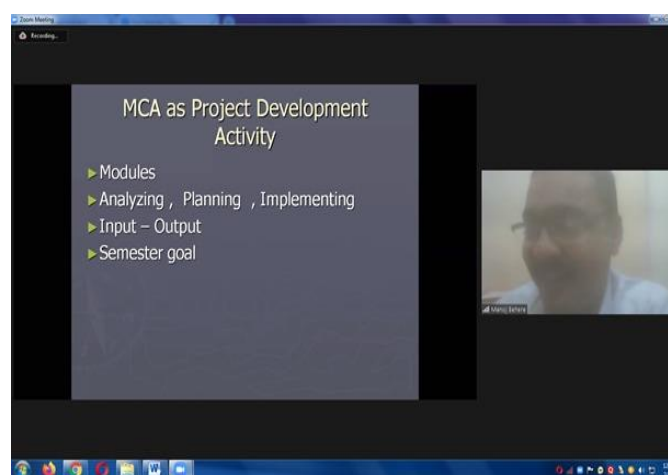 Zoom Meeting
Recording...
MCA as Project Development
Activity
Modules
Analyzing , Planning , Implementing
Input – Output
Semester goal